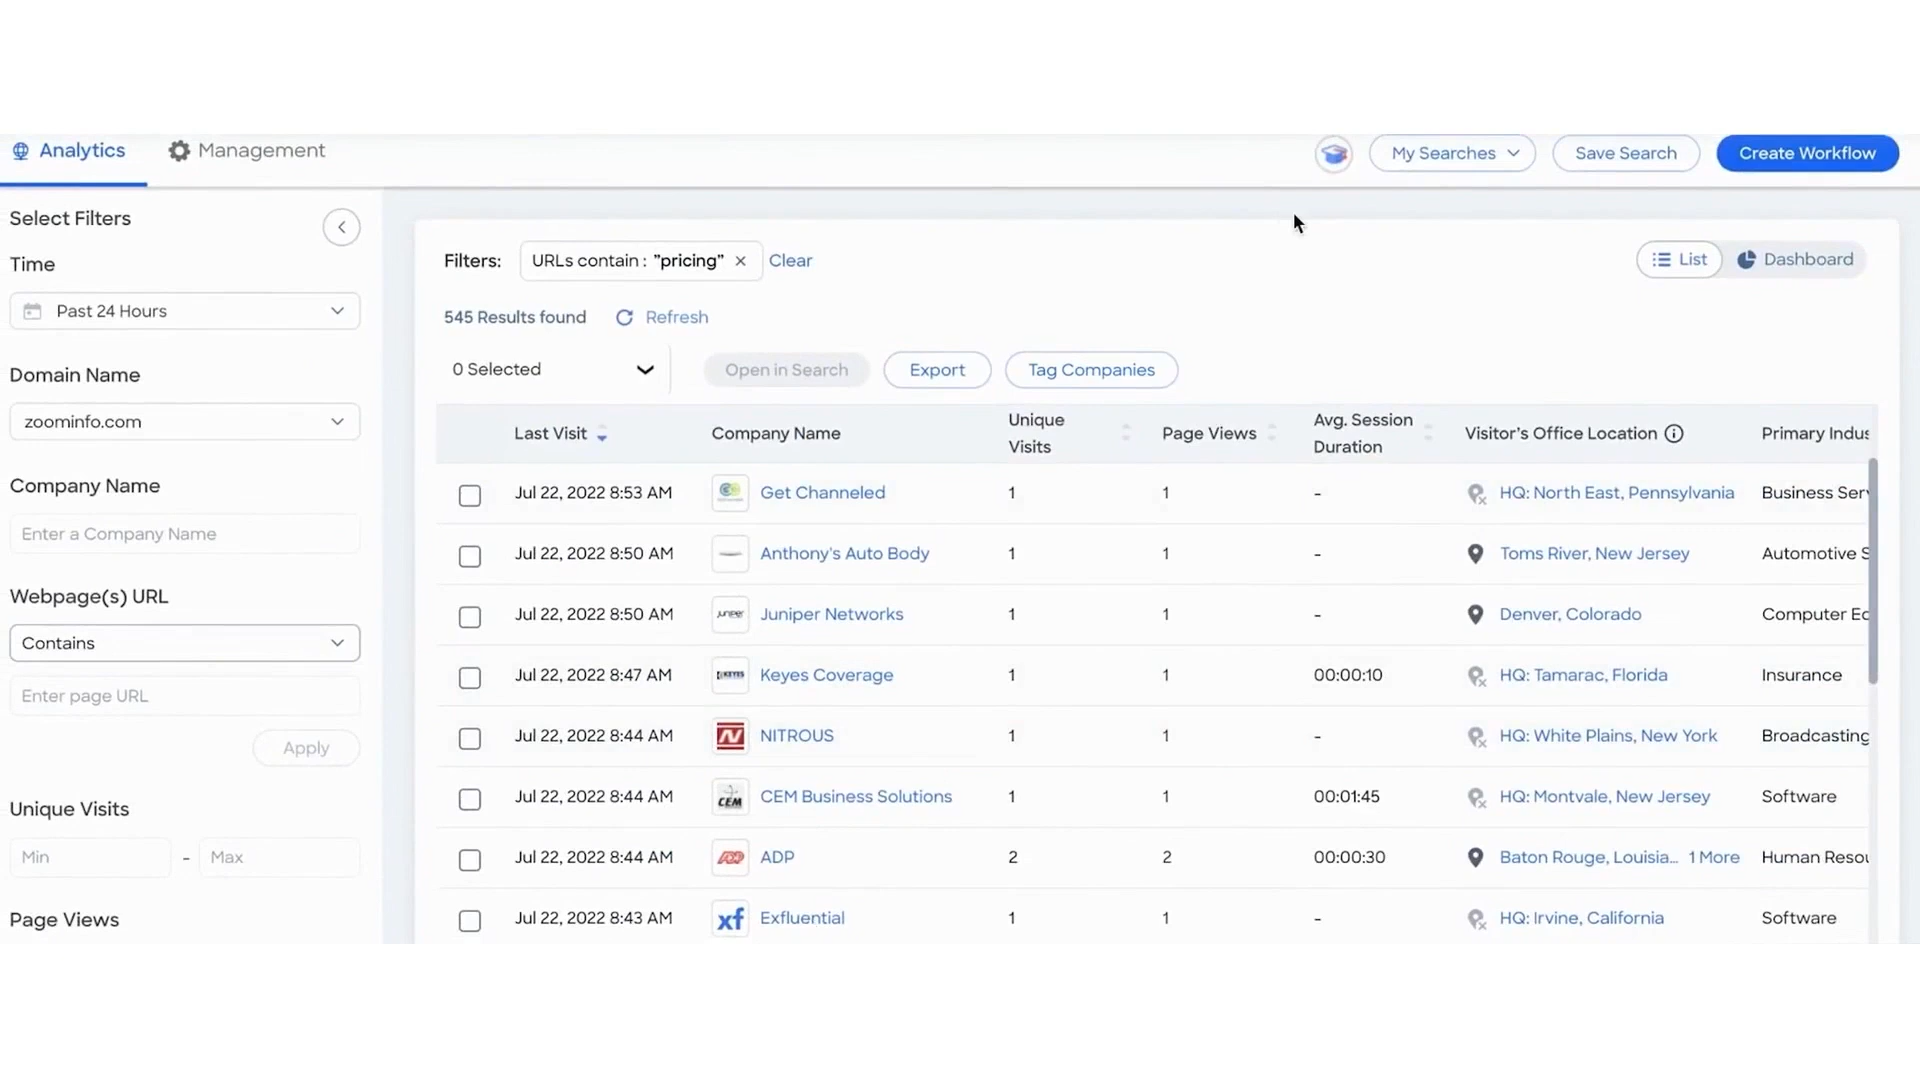 Analytics
Management
My Searches
Save Search
Create Workflow
Select Filters
Time
Past 24 Hours
Domain Name
zoominfo.com
Company Name
Enter a Company Name
Webpage(s) URL
Contains
Enter page URL
Apply
Unique Visits
Min - Max
Page Views
Filters: URLs contain : "pricing" × Clear
List
Dashboard
545 Results found Refresh
0 Selected
Open in Search
Export
Tag Companies
Last Visit Company Name Unique Visits Page Views Avg. Session Duration Visitor's Office Location Primary Indus
Jul 22, 2022 8:53 AM Get Channeled 1 1 - HQ: North East, Pennsylvania Business Ser
Jul 22, 2022 8:50 AM Anthony's Auto Body 1 1 - Toms River, New Jersey Automotive S
Jul 22, 2022 8:50 AM JUNIPEr Juniper Networks 1 1 - Denver, Colorado Computer Ec
Jul 22, 2022 8:47 AM KEYES Keyes Coverage 1 1 00:00:10 HQ: Tamarac, Florida Insurance
Jul 22, 2022 8:44 AM N NITROUS 1 1 - HQ: White Plains, New York Broadcasting
Jul 22, 2022 8:44 AM CEM CEM Business Solutions 1 1 00:01:45 HQ: Montvale, New Jersey Software
Jul 22, 2022 8:44 AM ADP ADP 2 2 00:00:30 Baton Rouge, Louisia... 1 More Human Resou
Jul 22, 2022 8:43 AM xf Exfluential 1 1 - HQ: Irvine, California Software